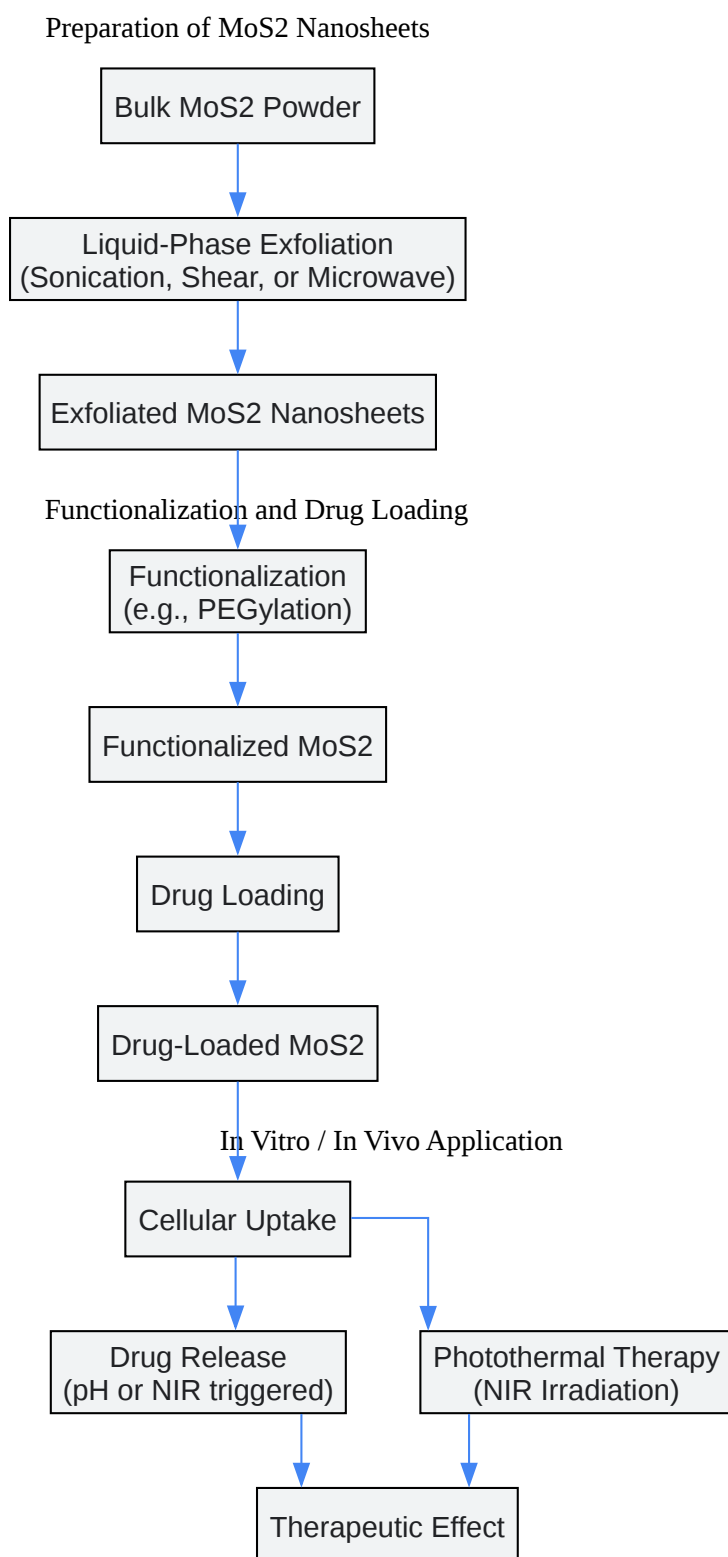 Preparation of MoS2 Nanosheets
Bulk MoS2 Powder
Liquid-Phase Exfoliation
(Sonication, Shear, or Microwave)
Exfoliated MoS2 Nanosheets
Functionalization and Drug Loading
Functionalization
(e.g., PEGylation)
Functionalized MoS2
Drug Loading
Drug-Loaded MoS2
In Vitro / In Vivo Application
Cellular Uptake
Drug Release
(pH or NIR triggered)
Photothermal Therapy
(NIR Irradiation)
Therapeutic Effect